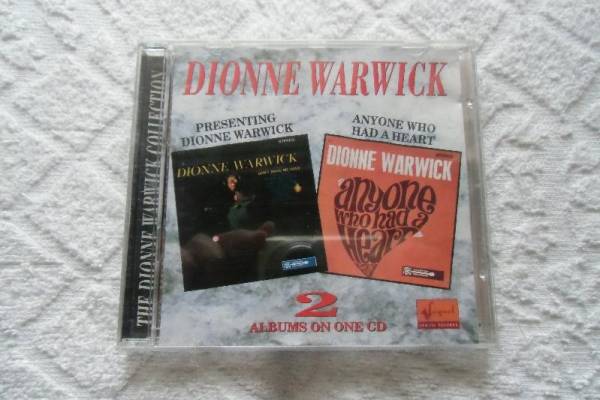 THE DIONNE WARWICK COLLECTION
DIONNE WARWICK
PRESENTING
DIONNE WARWICK
ANYONE WHO
HAD A HEART
DIONNE WARWICK
DIONNE WARWICK
anyone
who had a
Heart
2
ALBUMS ON ONE CD